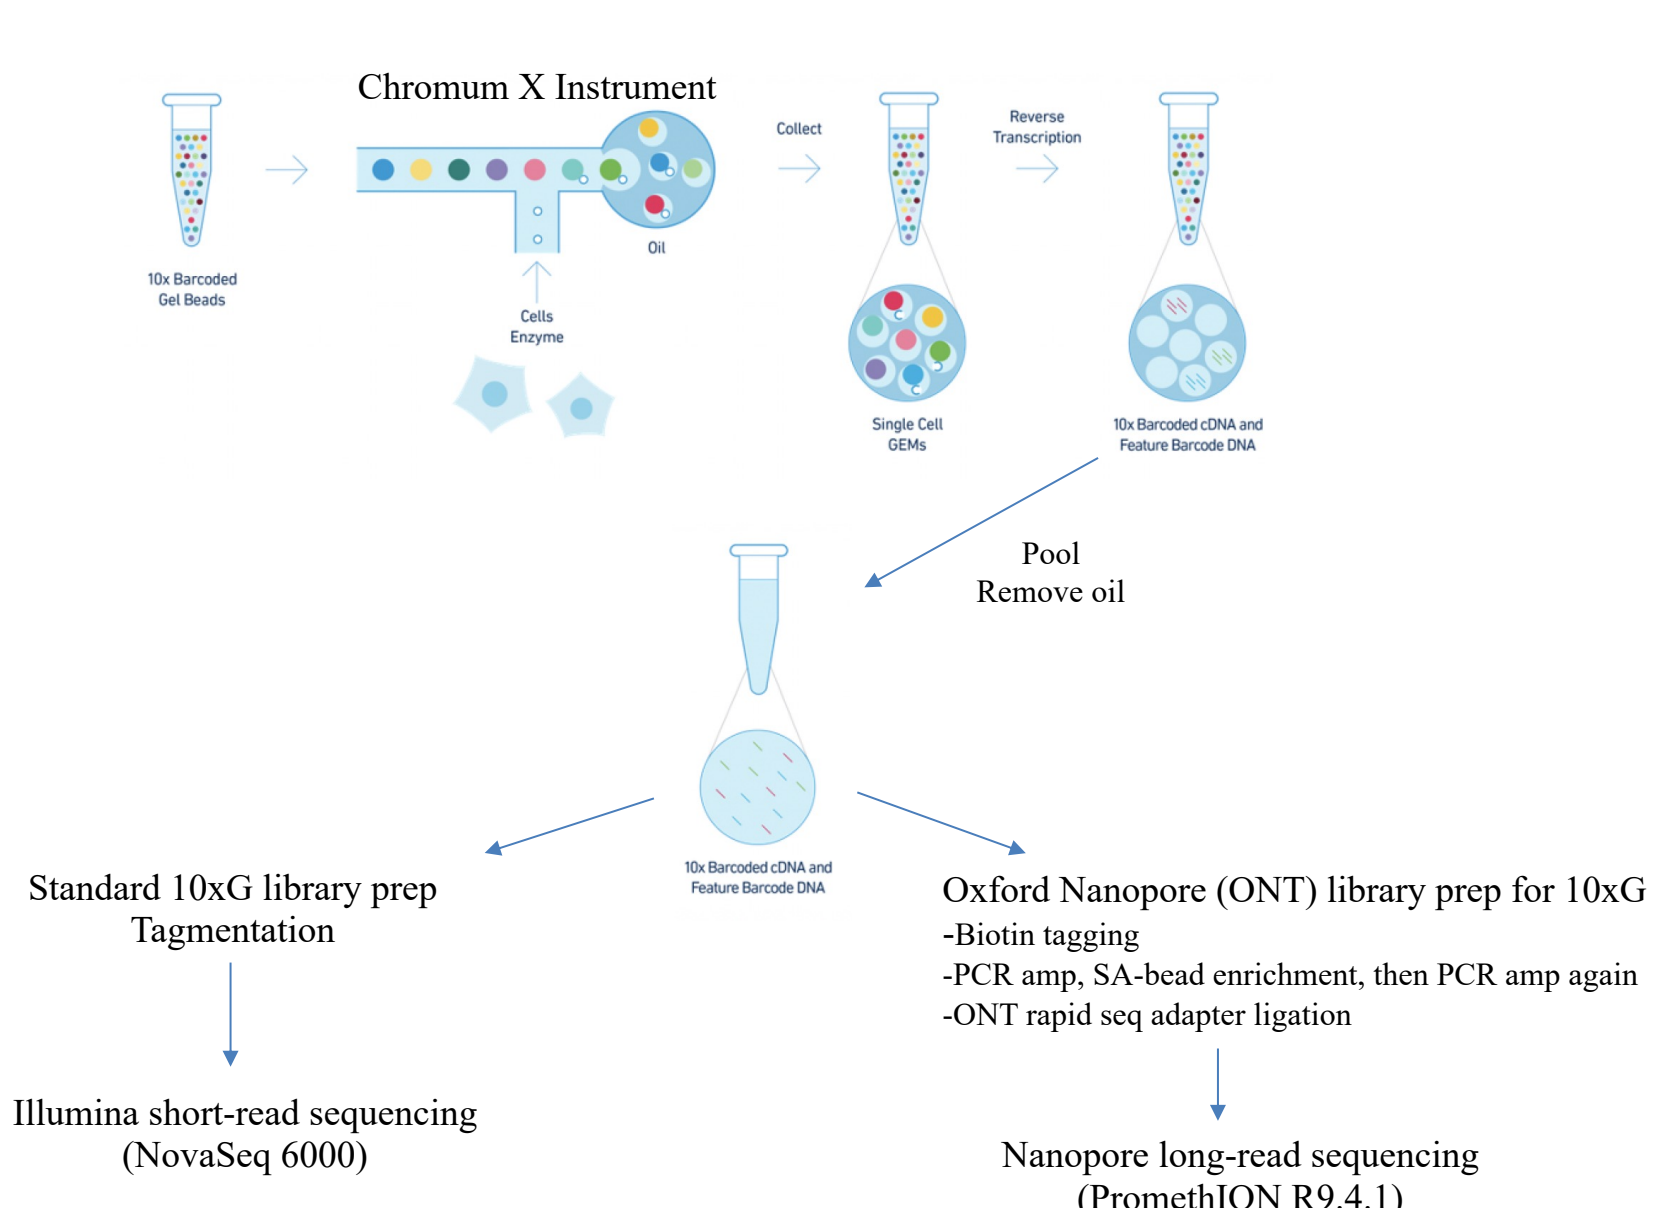 Chromum X Instrument
10x Barcoded
Gel Beads
Oil
Cells
Enzyme
Collect
Single Cell
GEMs
Reverse
Transcription
10x Barcoded cDNA and
Feature Barcode DNA
Pool
Remove oil
10x Barcoded cDNA and
Feature Barcode DNA
Standard 10xG library prep
Tagmentation
Illumina short-read sequencing
(NovaSeq 6000)
Oxford Nanopore (ONT) library prep for 10xG
-Biotin tagging
-PCR amp, SA-bead enrichment, then PCR amp again
-ONT rapid seq adapter ligation
Nanopore long-read sequencing
(PromethION R9.4.1)